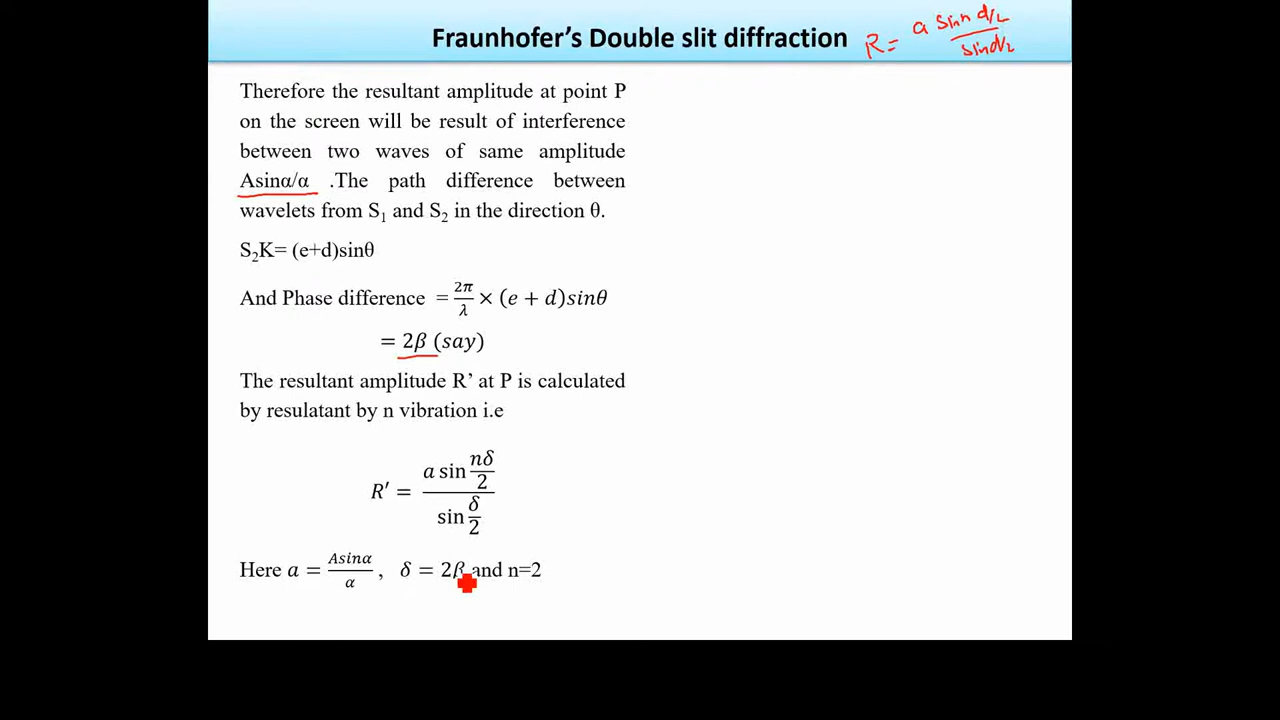 Fraunhofer's Double slit diffraction
R= a sin n d/2 / sin d/2
Therefore the resultant amplitude at point P
on the screen will be result of interference
between two waves of same amplitude
Asinα/α .The path difference between
wavelets from S₁ and S₂ in the direction θ.
S₂K= (e+d)sinθ
And Phase difference = 2π/λ × (e + d)sinθ
= 2β (say)
The resultant amplitude R' at P is calculated
by resulatant by n vibration i.e
R′ = a sin nδ/2 / sin δ/2
Here a = Asinα/α , δ = 2β and n=2